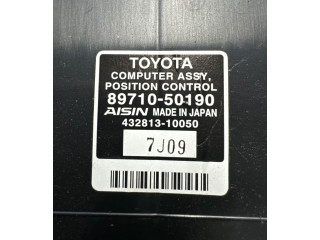 TOYOTA
COMPUTER ASSY,
POSITION CONTROL
89710-50190
AISIN MADE IN JAPAN
432813-10050
7J09